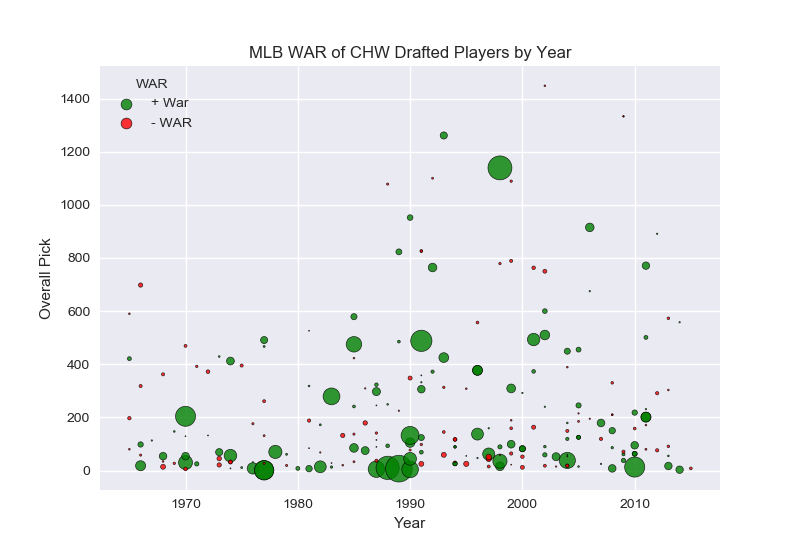 MLB WAR of CHW Drafted Players by Year
WAR
+ War
- WAR
1400
1200
1000
800
600
400
200
0
Overall Pick
1970
1980
1990
2000
2010
Year